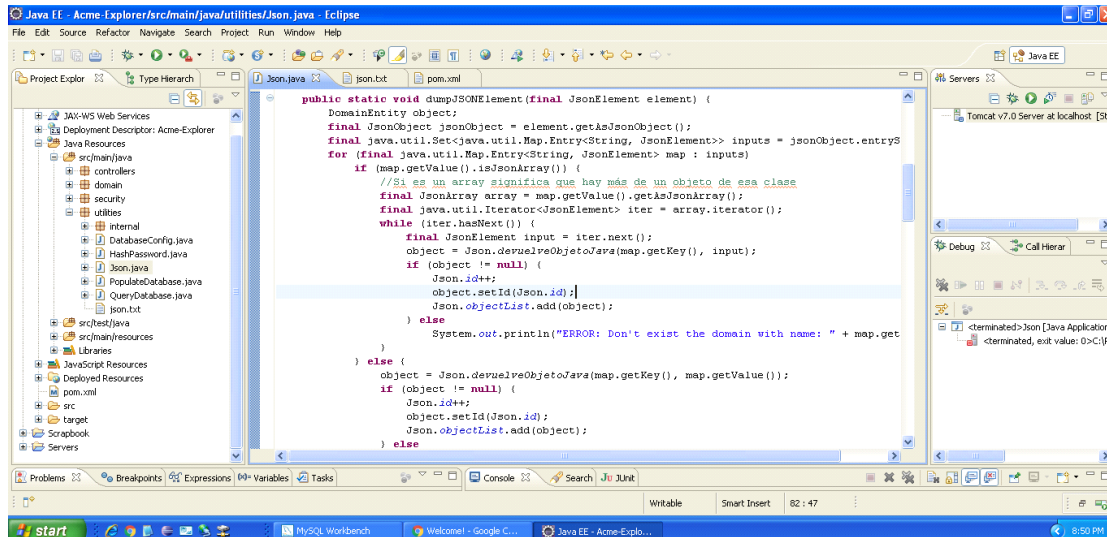 Java EE - Acme-Explorer/src/main/java/utilities/Json.java - Eclipse
File Edit Source Refactor Navigate Search Project Run Window Help
Java EE
Project Explor Type Hierarch
JAX-WS Web Services
Deployment Descriptor: Acme-Explorer
Java Resources
src/main/java
controllers
domain
security
utilities
internal
DatabaseConfig.java
HashPassword.java
Json.java
PopulateDatabase.java
QueryDatabase.java
json.txt
src/test/java
src/main/resources
Libraries
JavaScript Resources
Deployed Resources
pom.xml
src
target
Scrapbook
Servers
Json.java json.txt pom.xml
public static void dumpJSONElement(final JsonElement element) {
DomainEntity object;
final JsonObject jsonObject = element.getAsJsonObject();
final java.util.Set<java.util.Map.Entry<String, JsonElement>> inputs = jsonObject.entryS
for (final java.util.Map.Entry<String, JsonElement> map : inputs)
if (map.getValue().isJsonArray()) {
//Si es un array significa que hay más de un objeto de esa clase
final JsonArray array = map.getValue().getAsJsonArray();
final java.util.Iterator<JsonElement> iter = array.iterator();
while (iter.hasNext()) {
final JsonElement input = iter.next();
object = Json.devuelveObjetoJava(map.getKey(), input);
if (object != null) {
Json.id++;
object.setId(Json.id);
Json.objectList.add(object);
} else
System.out.println("ERROR: Don't exist the domain with name: " + map.get
}
} else {
object = Json.devuelveObjetoJava(map.getKey(), map.getValue());
if (object != null) {
Json.id++;
object.setId(Json.id);
Json.objectList.add(object);
} else
Servers
Tomcat v7.0 Server at localhost [St
Debug Call Hierar
<terminated>Json [Java Application
<terminated, exit value: 0>C:\P
Problems Breakpoints Expressions Variables Tasks
Console Search JUnit
Writable Smart Insert 82 : 47
start MySQL Workbench Welcome! - Google C... Java EE - Acme-Explo... 8:50 PM